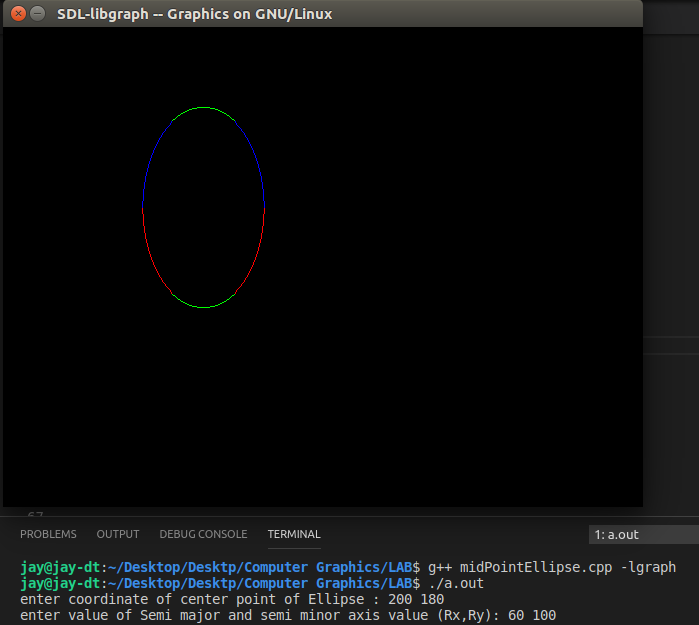 SDL-libgraph -- Graphics on GNU/Linux
67
PROBLEMS OUTPUT DEBUG CONSOLE TERMINAL 1: a.out
jay@jay-dt:~/Desktop/Desktp/Computer Graphics/LAB$ g++ midPointEllipse.cpp -lgraph
jay@jay-dt:~/Desktop/Desktp/Computer Graphics/LAB$ ./a.out
enter coordinate of center point of Ellipse : 200 180
enter value of Semi major and semi minor axis value (Rx,Ry): 60 100